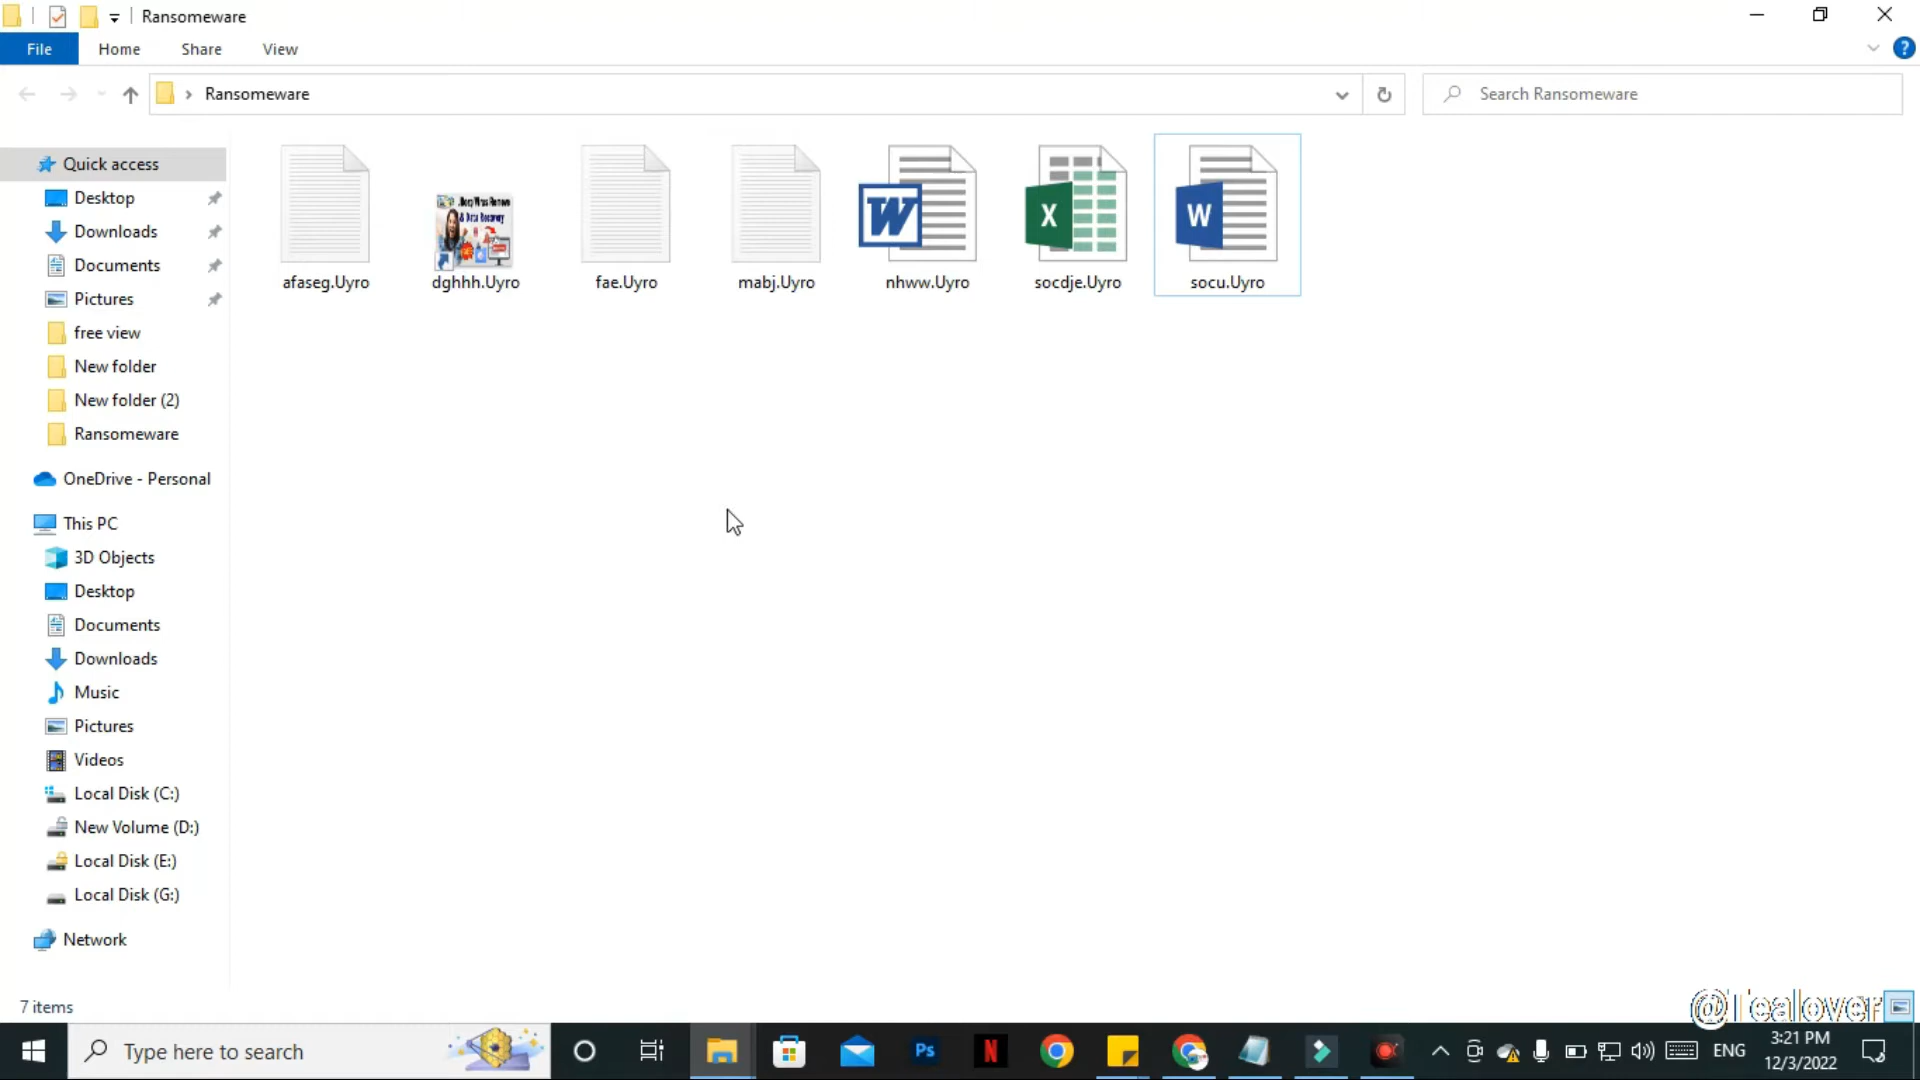 Ransomeware
File Home Share View
Ransomeware
Search Ransomeware
Quick access
Desktop
Downloads
Documents
Pictures
free view
New folder
New folder (2)
Ransomeware
OneDrive - Personal
This PC
3D Objects
Desktop
Documents
Downloads
Music
Pictures
Videos
Local Disk (C:)
New Volume (D:)
Local Disk (E:)
Local Disk (G:)
Network
afaseg.Uyro dghhh.Uyro fae.Uyro mabj.Uyro nhww.Uyro socdje.Uyro socu.Uyro
7 items
@Tealover
Type here to search
Ps
ENG
3:21 PM
12/3/2022